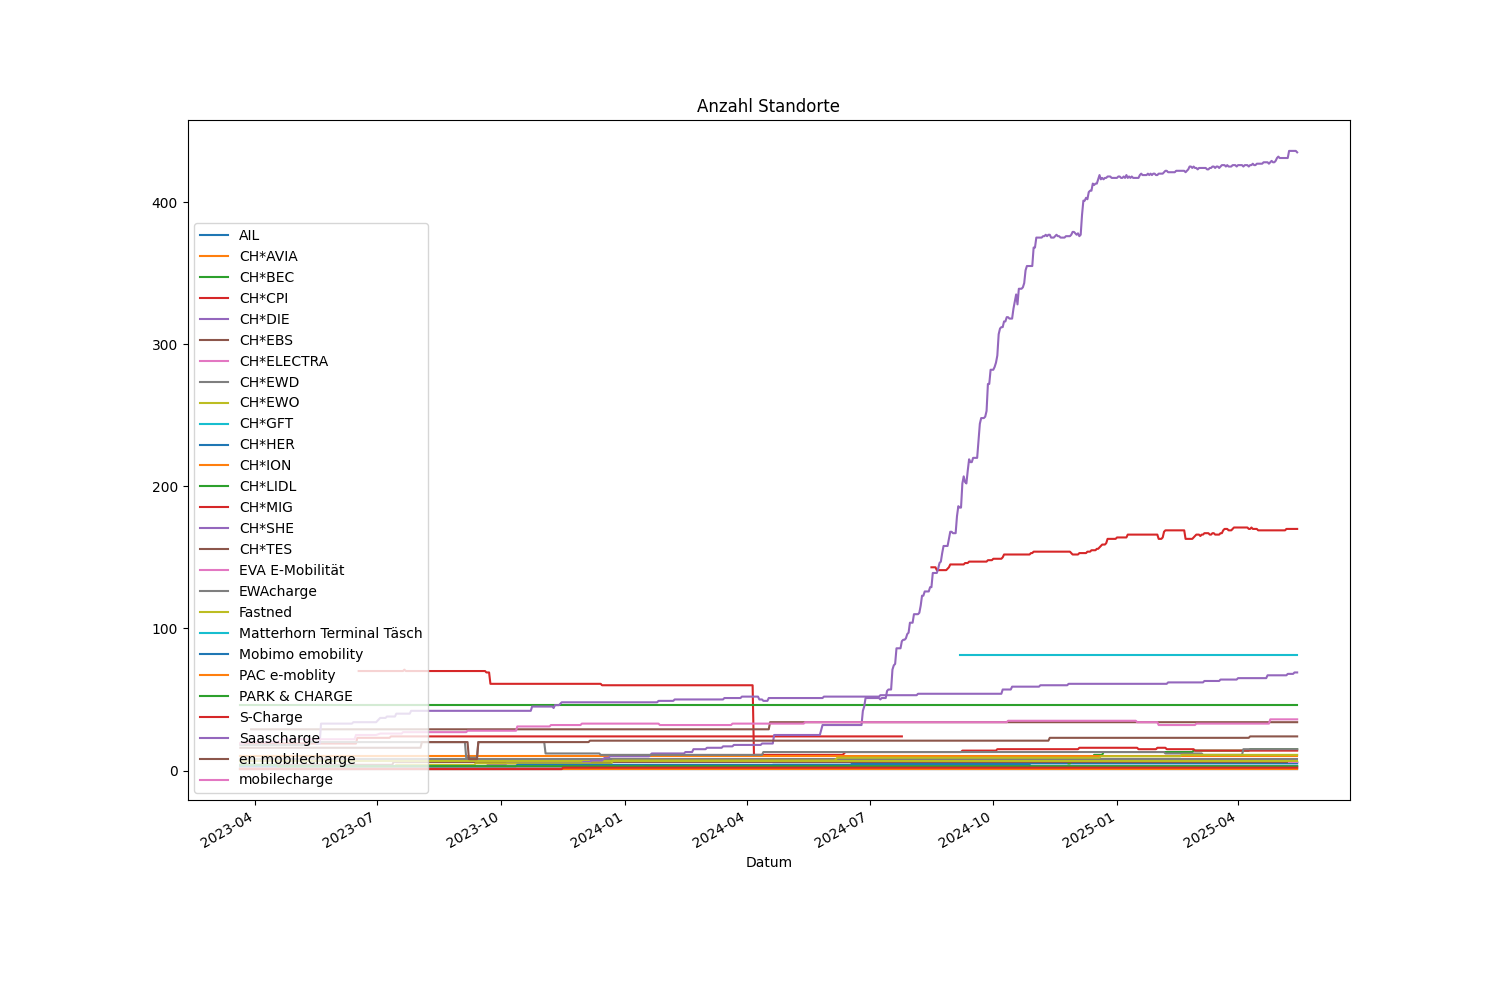 Anzahl Standorte
400
300
200
100
0
AIL
CH*AVIA
CH*BEC
CH*CPI
CH*DIE
CH*EBS
CH*ELECTRA
CH*EWD
CH*EWO
CH*GFT
CH*HER
CH*ION
CH*LIDL
CH*MIG
CH*SHE
CH*TES
EVA E-Mobilität
EWAcharge
Fastned
Matterhorn Terminal Täsch
Mobimo emobility
PAC e-moblity
PARK & CHARGE
S-Charge
Saascharge
en mobilecharge
mobilecharge
2023-04
2023-07
2023-10
2024-01
2024-04
2024-07
2024-10
2025-01
2025-04
Datum